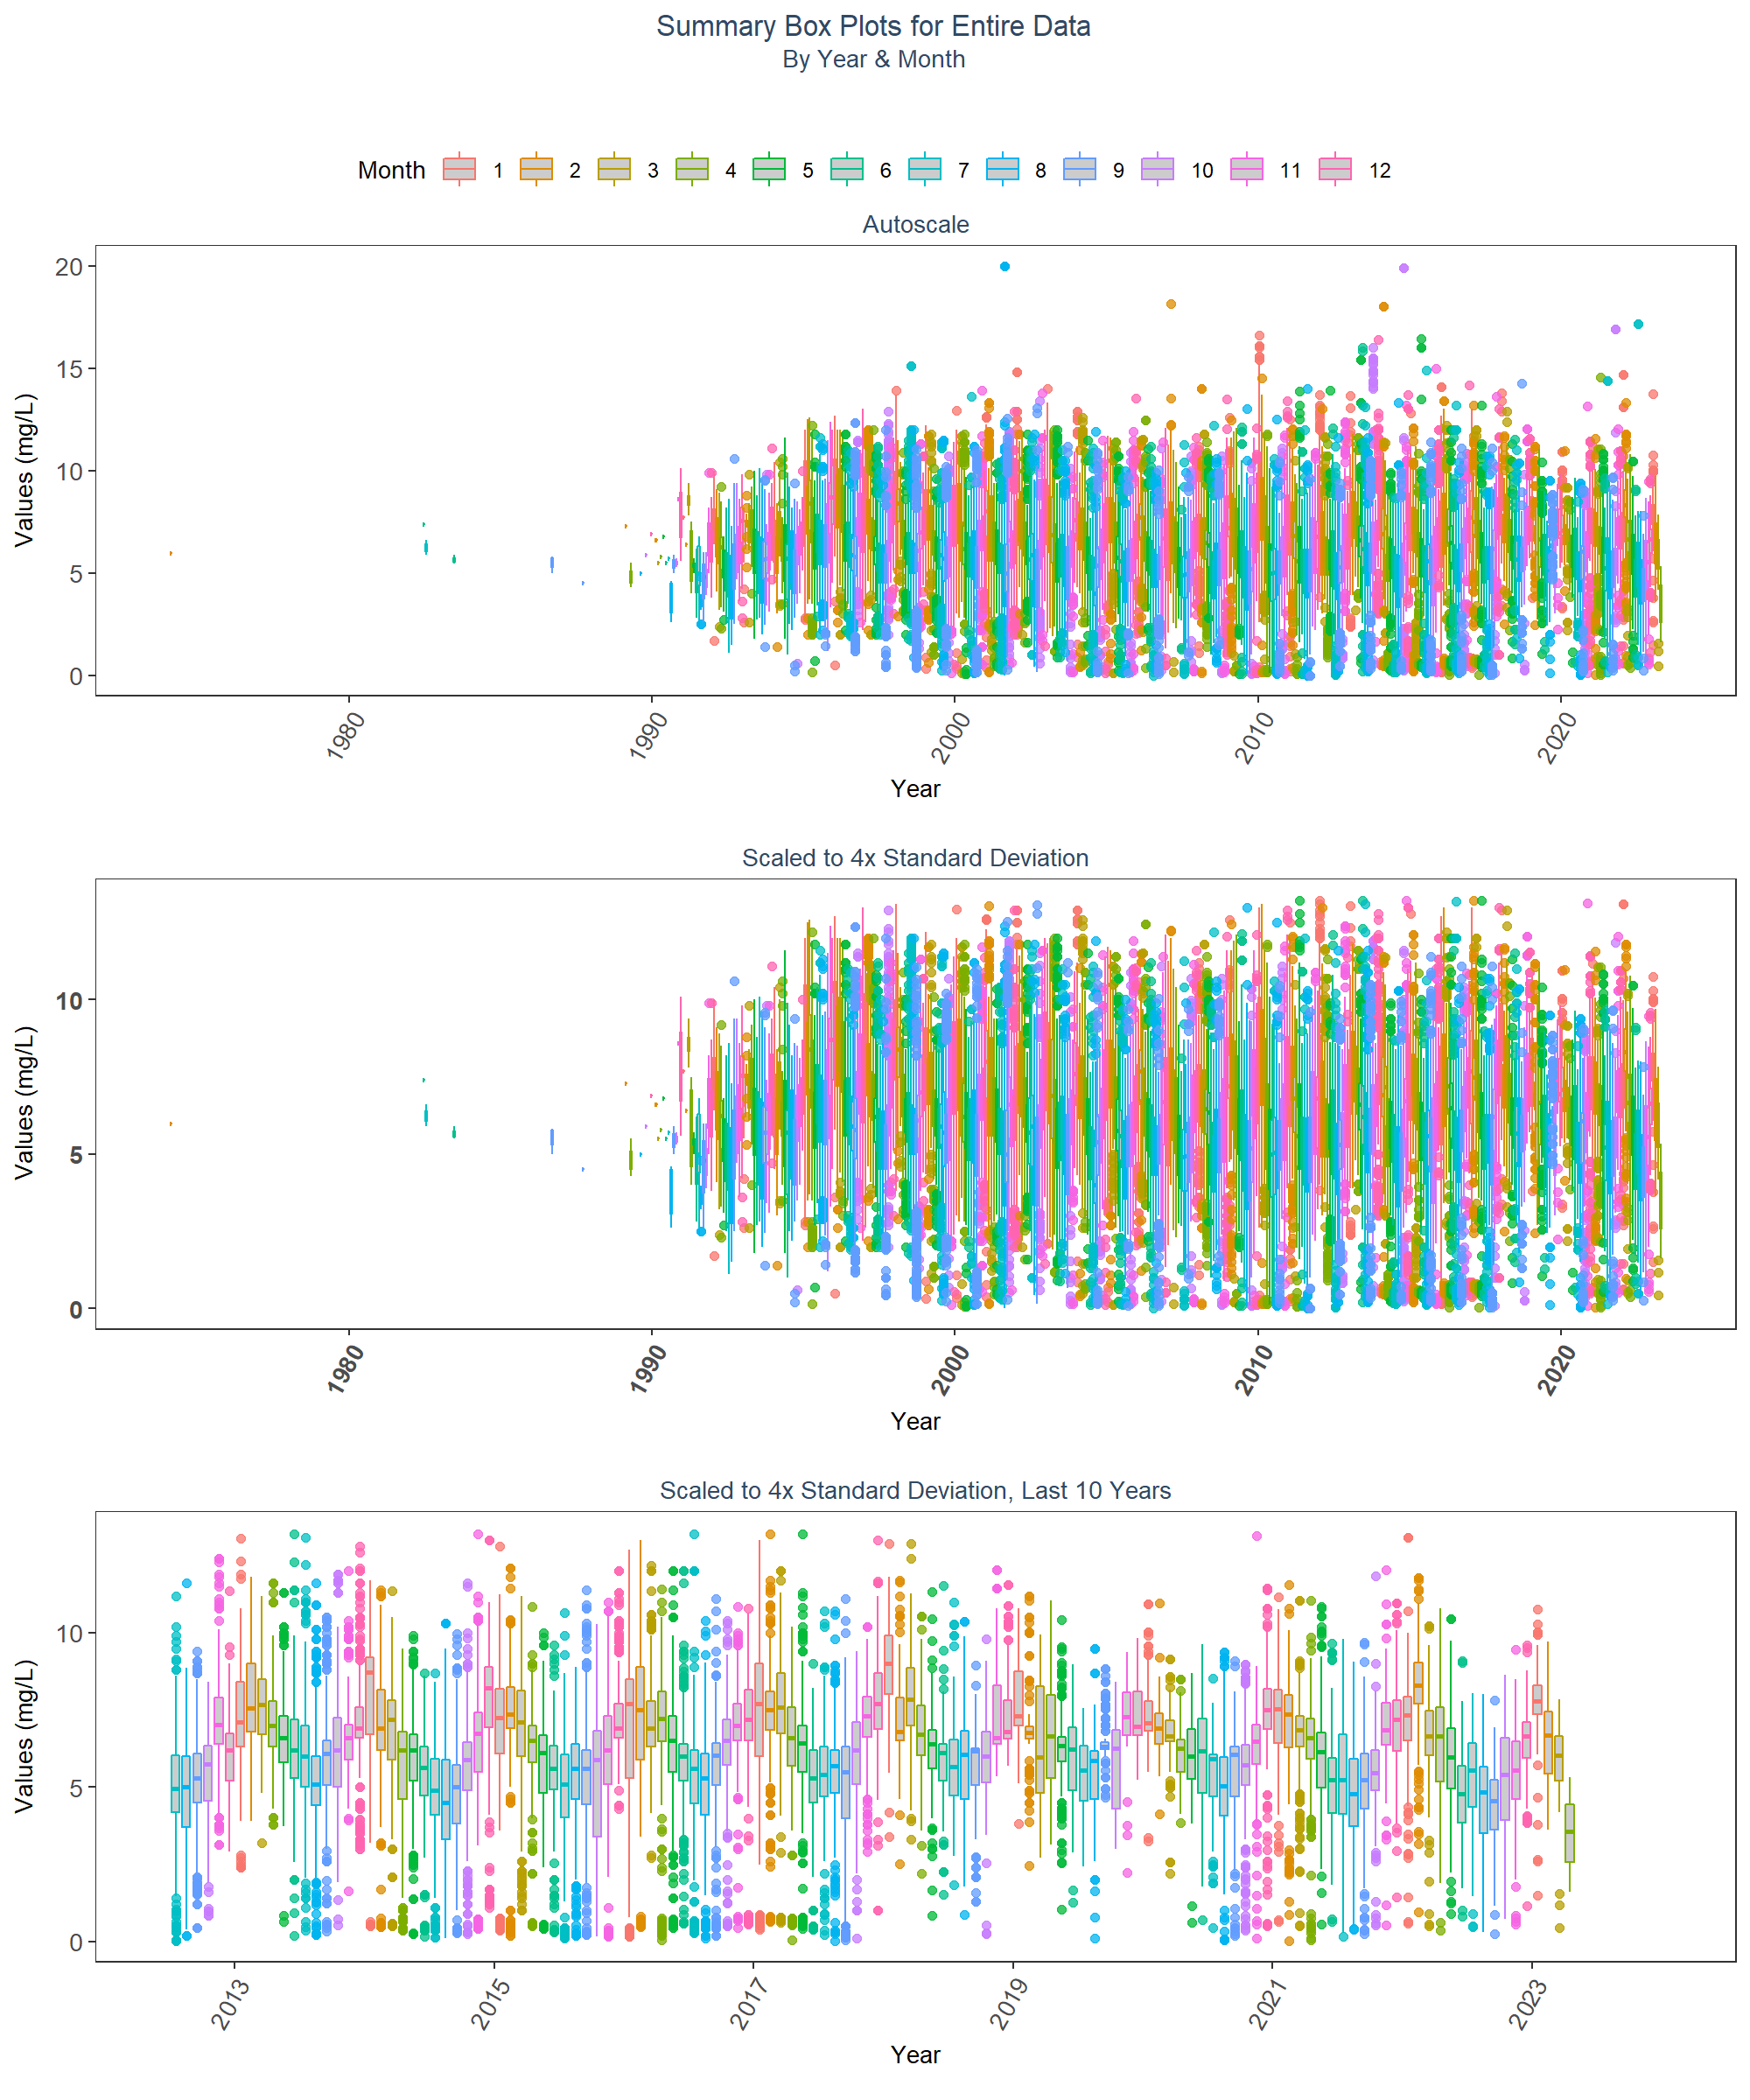 Summary Box Plots for Entire Data
By Year & Month
Month 1 2 3 4 5 6 7 8 9 10 11 12
Autoscale
Values (mg/L)
20
15
10
5
0
1980 1990 2000 2010 2020
Year
Scaled to 4x Standard Deviation
Values (mg/L)
10
5
0
1980 1990 2000 2010 2020
Year
Scaled to 4x Standard Deviation, Last 10 Years
Values (mg/L)
10
5
0
2013 2015 2017 2019 2021 2023
Year